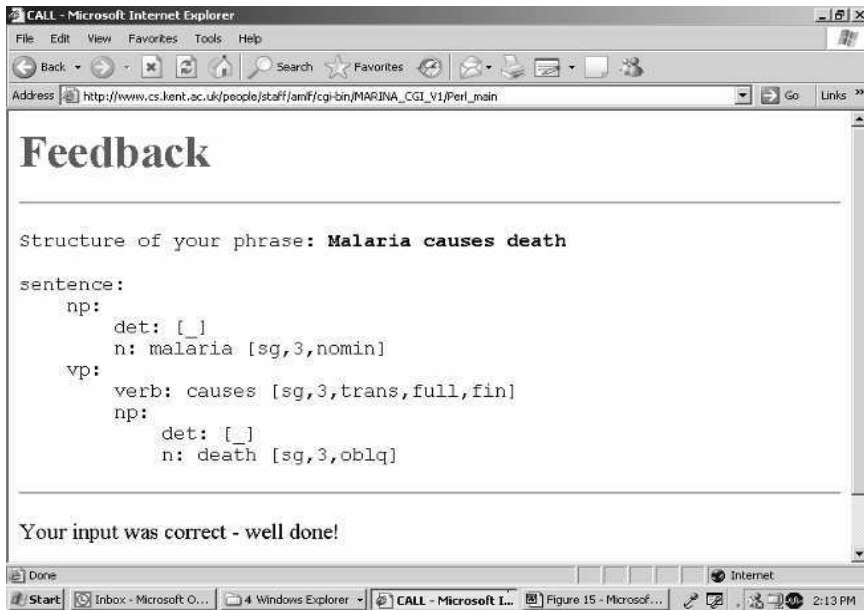 CALL - Microsoft Internet Explorer
File Edit View Favorites Tools Help
Back Search Favorites
Address http://www.cs.kent.ac.uk/people/staff/amlf/cgi-bin/MARINA_CGI_V1/Perl_main Go Links »
Feedback
Structure of your phrase: Malaria causes death
sentence:
np:
det: [_]
n: malaria [sg,3,nomin]
vp:
verb: causes [sg,3,trans,full,fin]
np:
det: [_]
n: death [sg,3,oblq]
Your input was correct - well done!
Done Internet
Start Inbox - Microsoft O... 4 Windows Explorer CALL - Microsoft I... Figure 15 - Microsof... 2:13 PM